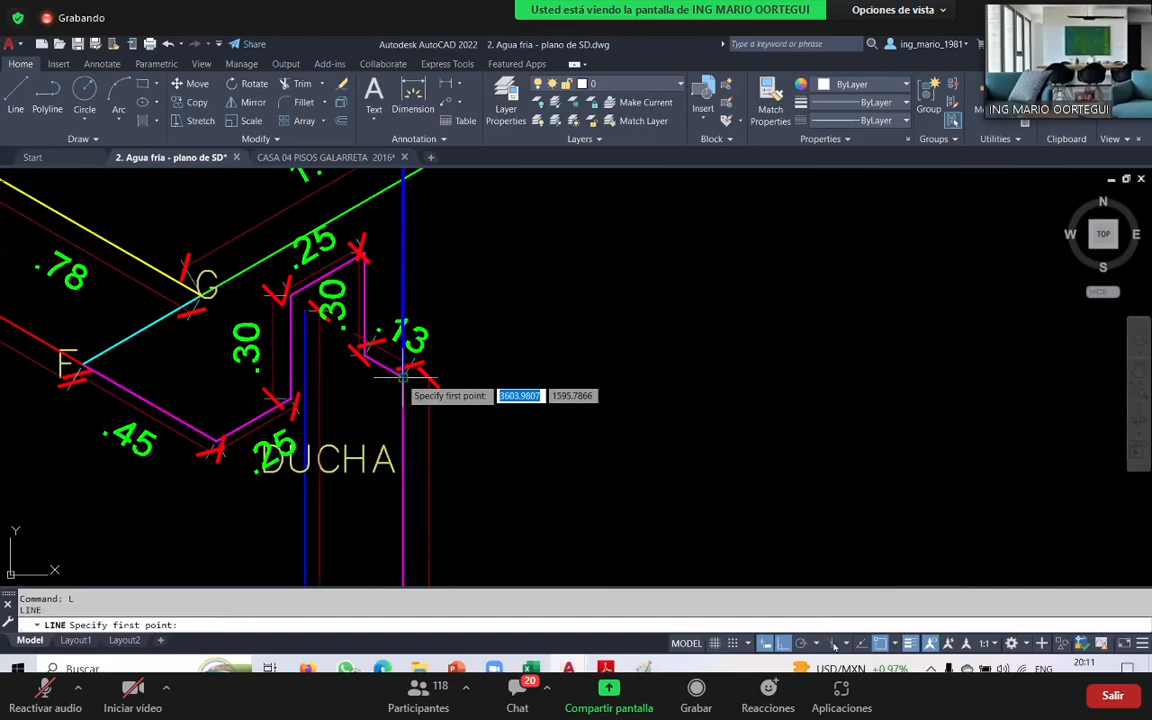 Grabando
Usted está viendo la pantalla de ING MARIO OORTEGUI
Opciones de vista
Share
Autodesk AutoCAD 2022
2. Agua fria - plano de SD.dwg
Type a keyword or phrase
ing_mario_1981
ING MARIO OORTEGUI
Home
Insert
Annotate
Parametric
View
Manage
Output
Add-ins
Collaborate
Express Tools
Featured Apps
Line
Polyline
Circle
Arc
Move
Rotate
Trim
Copy
Mirror
Fillet
Stretch
Scale
Array
Text
Dimension
Table
Layer
Properties
0
Make Current
Match Layer
Insert
Match
Properties
ByLayer
ByLayer
ByLayer
Group
Draw
Modify
Annotation
Layers
Block
Properties
Groups
Utilities
Clipboard
View
Start
2. Agua fria - plano de SD*
CASA 04 PISOS GALARRETA 2016*
N
W
TOP
E
S
WCS
.78
G
.25
.30
.30
.13
F
.45
.25
DUCHA
Specify first point:
3603.9807
1595.7866
Y
X
Command: L
LINE
LINE Specify first point:
Model
Layout1
Layout2
MODEL
1:1
Buscar
USD/MXN
+0.97%
ENG
20:11
Reactivar audio
Iniciar vídeo
118
Participantes
20
Chat
Compartir pantalla
Grabar
Reacciones
Aplicaciones
Salir